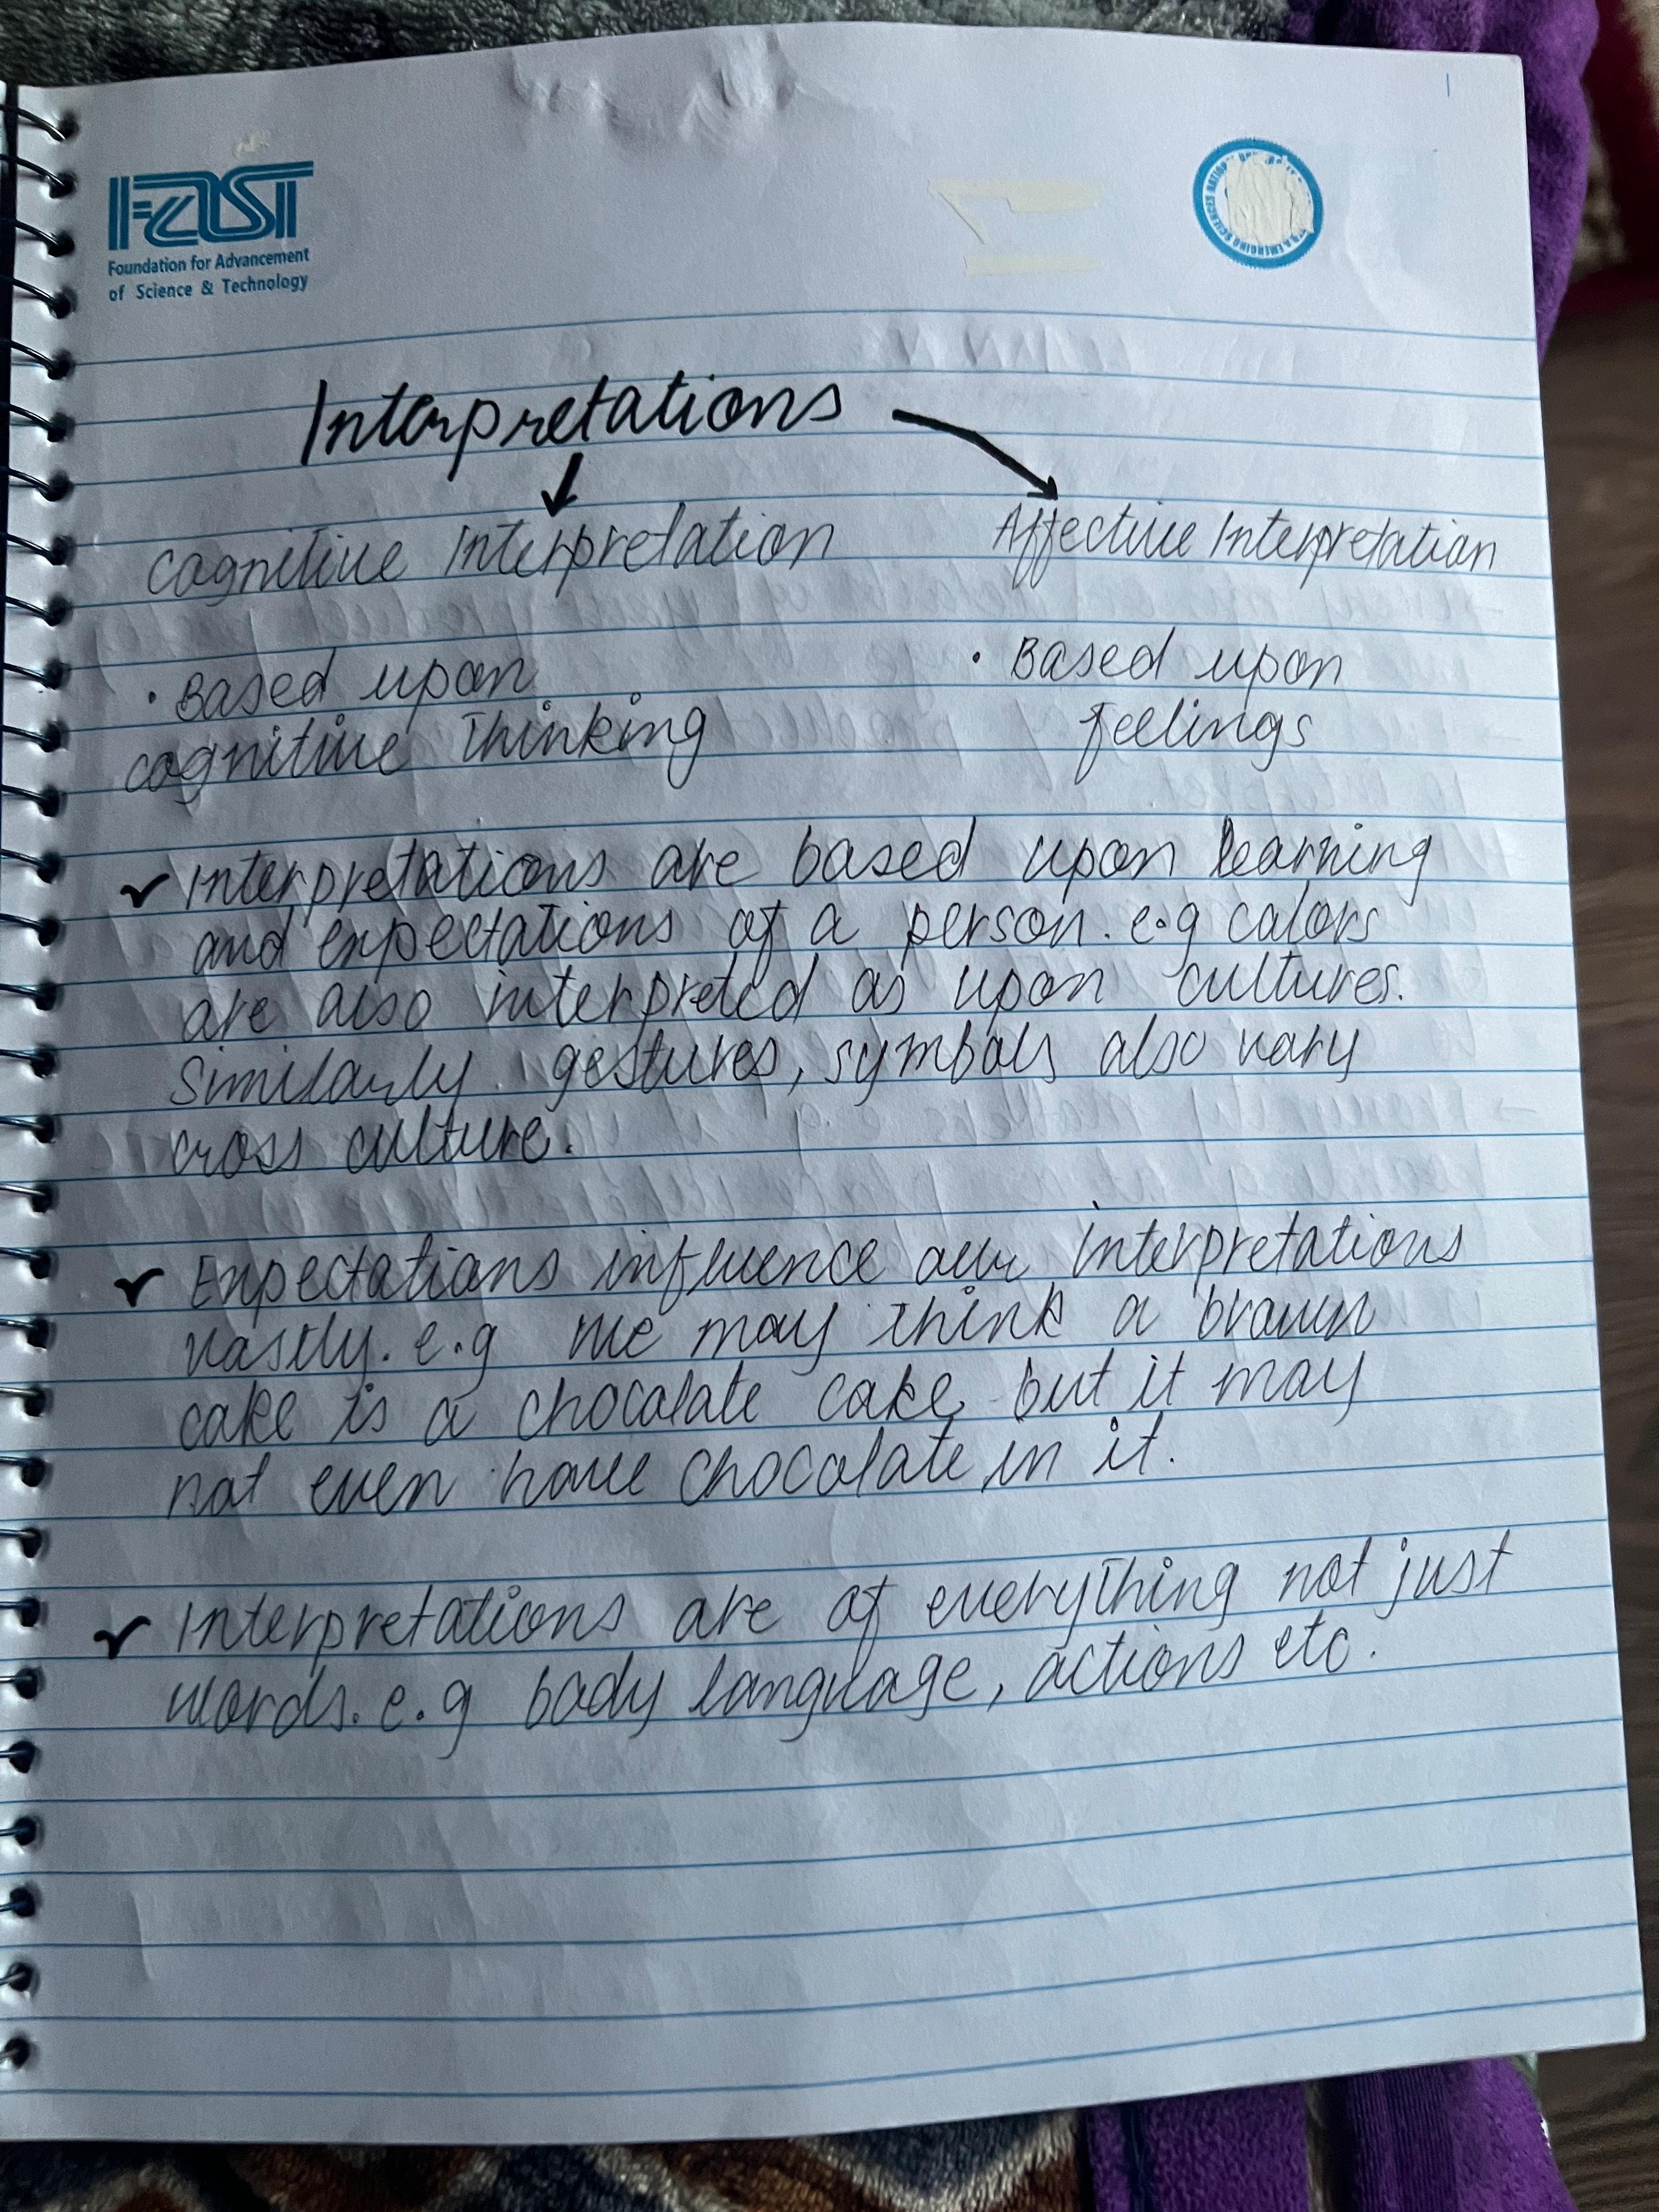 FAST
Foundation for Advancement
of Science & Technology
Interpretations
Cognitive Interpretation
Affective Interpretation
• Based upon
cognitive thinking
• Based upon
feelings
✓ Interpretations are based upon learning
and expectations of a person. e.g colors
are also interpreted as upon cultures.
Similarly gestures, symbols also vary
cross culture.
✓ Expectations influence our interpretations
vastly. e.g we may think a brown
cake is a chocolate cake but it may
not even have chocolate in it.
✓ Interpretations are of everything not just
words. e.g body language, actions etc.